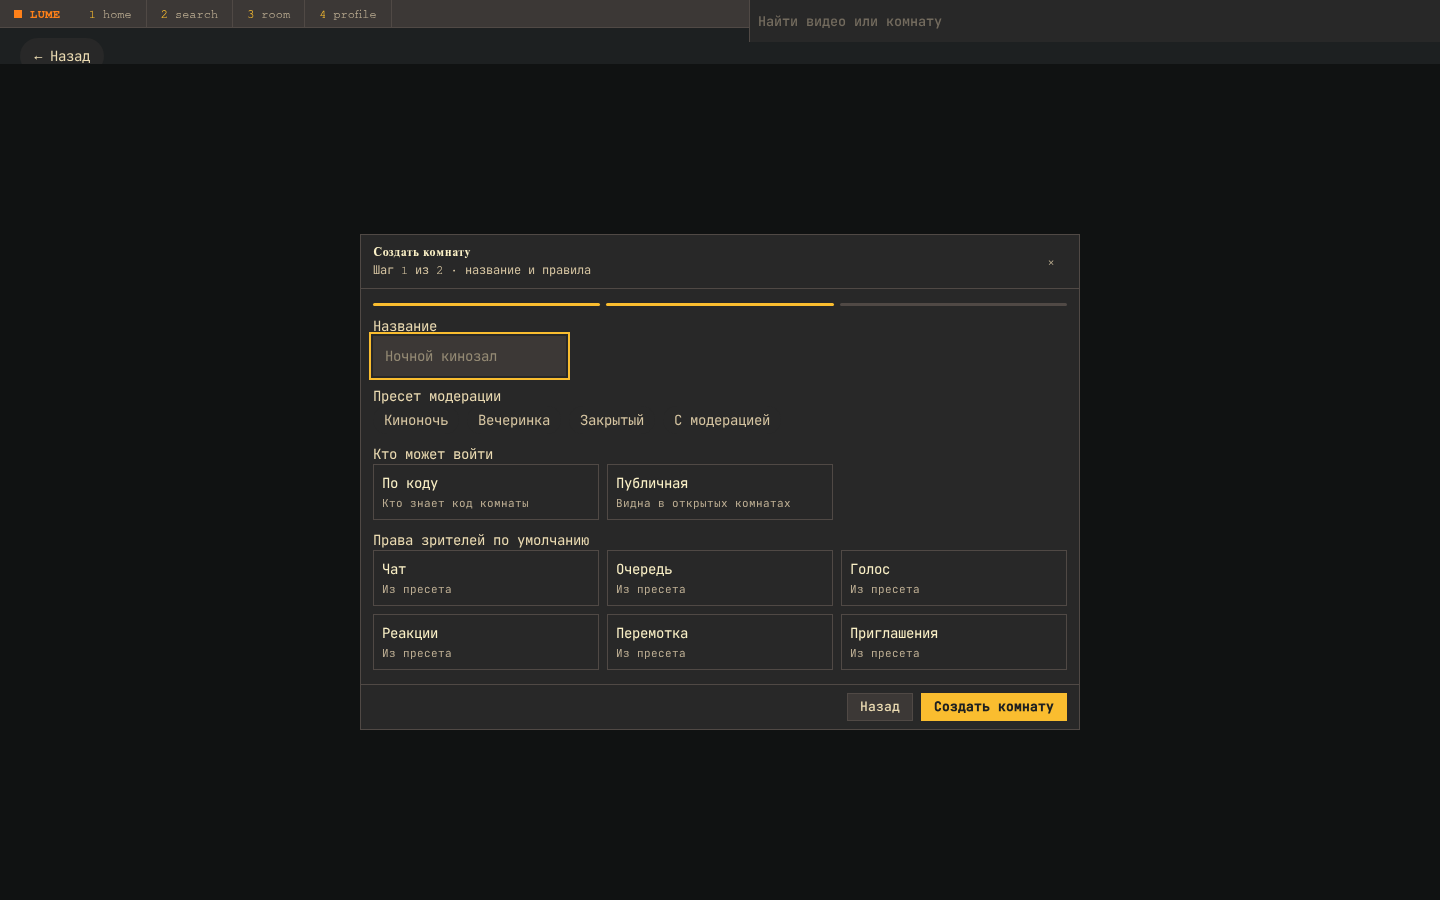 LUME 1 home 2 search 3 room 4 profile
Найти видео или комнату
← Назад
Создать комнату
×
Шаг 1 из 2 · название и правила
Название
Ночной кинозал
Пресет модерации
Киноночь Вечеринка Закрытый С модерацией
Кто может войти
По коду Публичная
Кто знает код комнаты Видна в открытых комнатах
Права зрителей по умолчанию
Чат Очередь Голос
Из пресета Из пресета Из пресета
Реакции Перемотка Приглашения
Из пресета Из пресета Из пресета
Назад Создать комнату